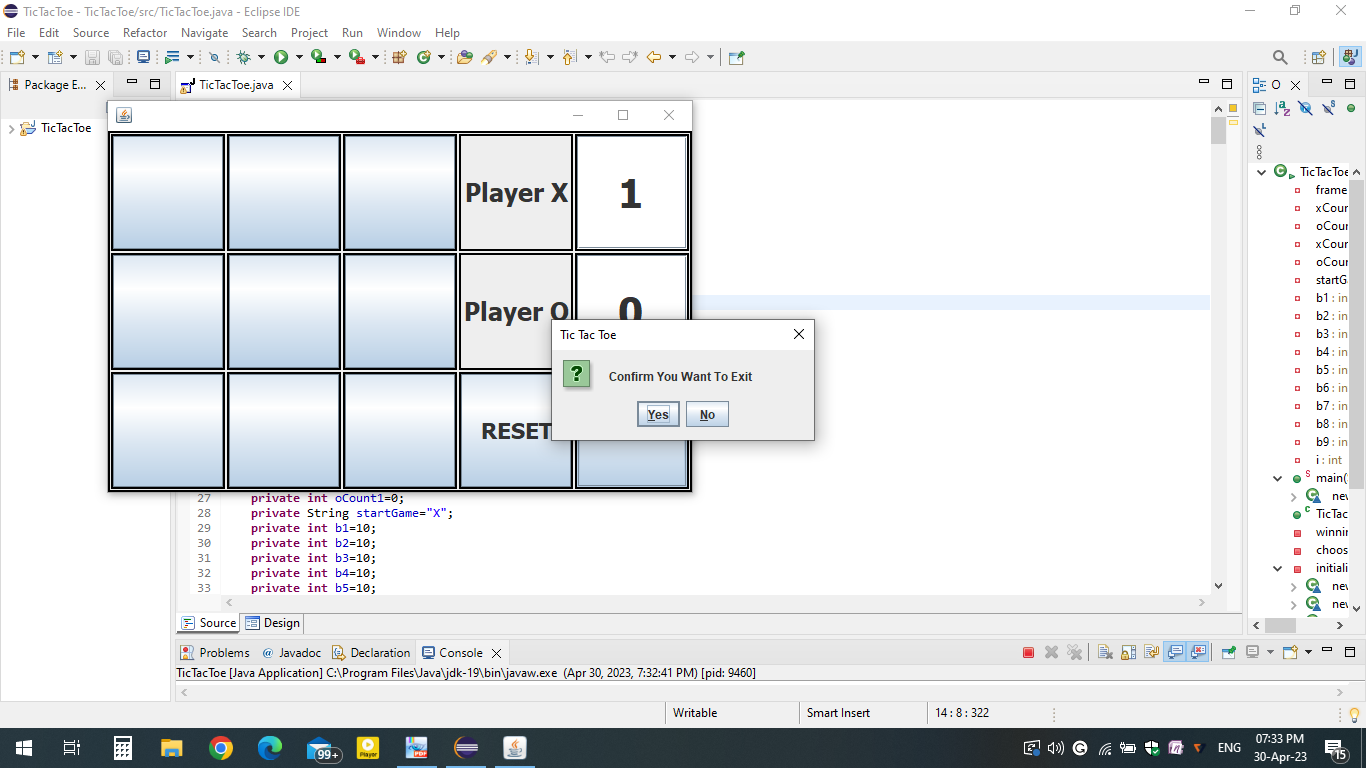 TicTacToe - TicTacToe/src/TicTacToe.java - Eclipse IDE
File Edit Source Refactor Navigate Search Project Run Window Help
Package E...
TicTacToe.java
O
TicTacToe
Player X
1
Player O
0
RESET
Tic Tac Toe
Confirm You Want To Exit
Yes No
27 private int oCount1=0;
28 private String startGame="X";
29 private int b1=10;
30 private int b2=10;
31 private int b3=10;
32 private int b4=10;
33 private int b5=10;
TicTacToe
frame
xCour
oCour
xCour
oCour
startG
b1 : in
b2 : in
b3 : in
b4 : in
b5 : in
b6 : in
b7 : in
b8 : in
b9 : in
i : int
main(
nev
TicTac
winnir
choos
initiali
nev
nev
Source Design
Problems Javadoc Declaration Console
TicTacToe [Java Application] C:\Program Files\Java\jdk-19\bin\javaw.exe (Apr 30, 2023, 7:32:41 PM) [pid: 9460]
Writable Smart Insert 14 : 8 : 322
99+
Player
PDF
ENG
07:33 PM
30-Apr-23
15